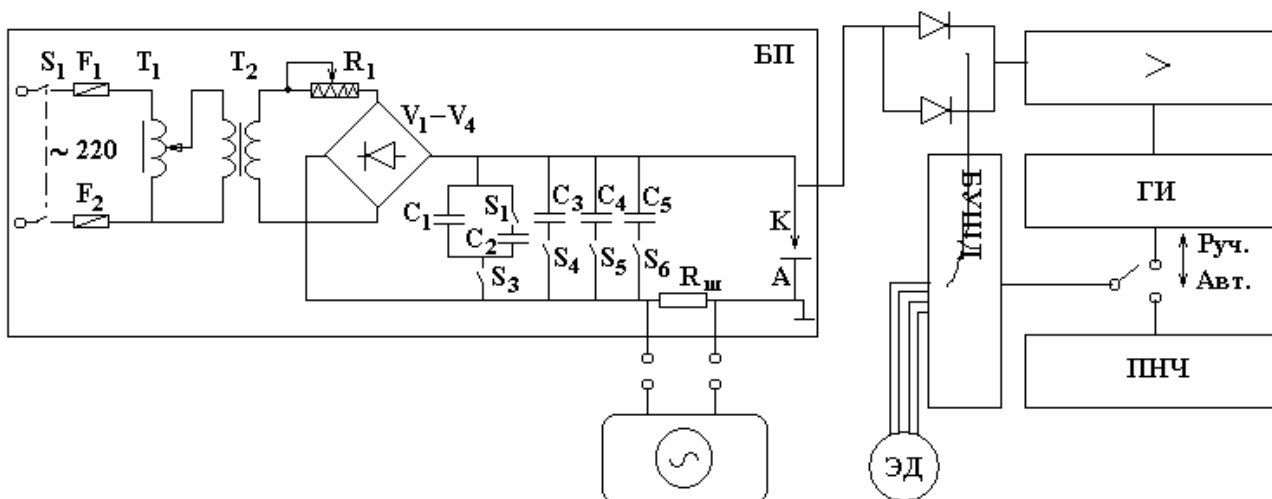 БП
S₁ F₁ T₁ T₂ R₁
V₁–V₄
~ 220
F₂
C₁ S₁ C₃ C₄ C₅
C₂
S₃ S₄ S₅ S₆
К
А
Rш
>
БУШД
ГИ
Руч.
Авт.
ПНЧ
ЭД